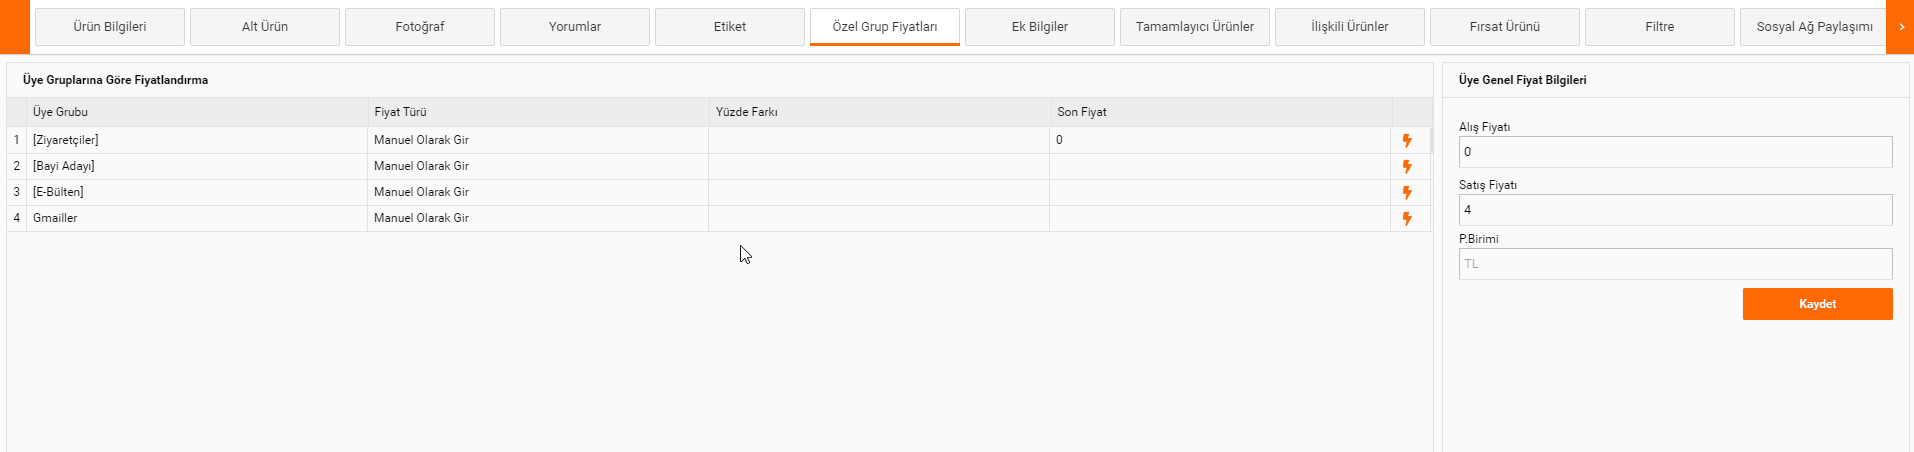 Ürün Bilgileri Alt Ürün Fotoğraf Yorumlar Etiket Özel Grup Fiyatları Ek Bilgiler Tamamlayıcı Ürünler İlişkili Ürünler Fırsat Ürünü Filtre Sosyal Ağ Paylaşımı
Üye Gruplarına Göre Fiyatlandırma
Üye Grubu Fiyat Türü Yüzde Farkı Son Fiyat
1 [Ziyaretçiler] Manuel Olarak Gir 0
2 [Bayi Adayı] Manuel Olarak Gir
3 [E-Bülten] Manuel Olarak Gir
4 Gmailler Manuel Olarak Gir
Üye Genel Fiyat Bilgileri
Alış Fiyatı
0
Satış Fiyatı
4
P.Birimi
TL
Kaydet